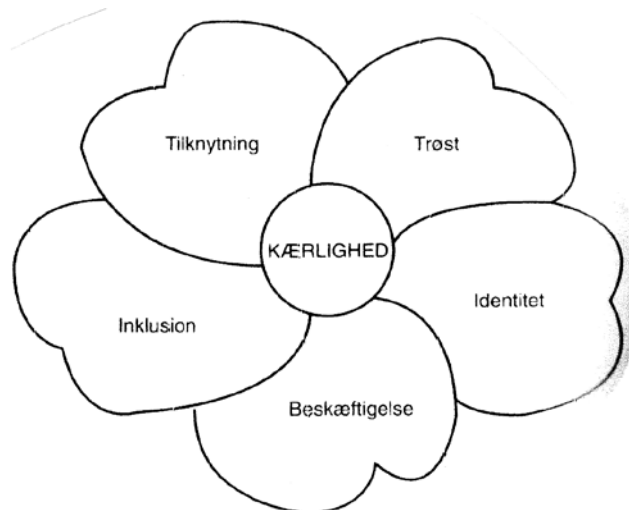 Tilknytning
Trøst
KÆRLIGHED
Identitet
Inklusion
Beskæftigelse